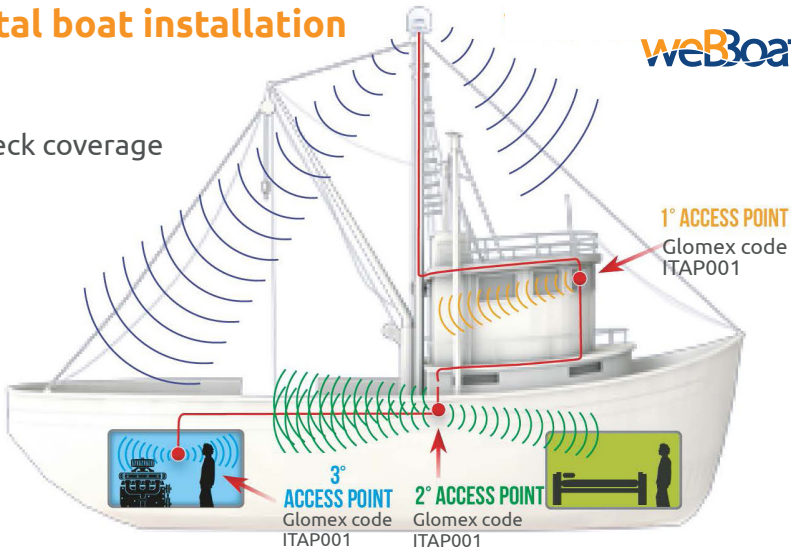 tal boat installation
weBBoat
eck coverage
1° ACCESS POINT
Glomex code
ITAP001
3°
ACCESS POINT
Glomex code
ITAP001
2° ACCESS POINT
Glomex code
ITAP001